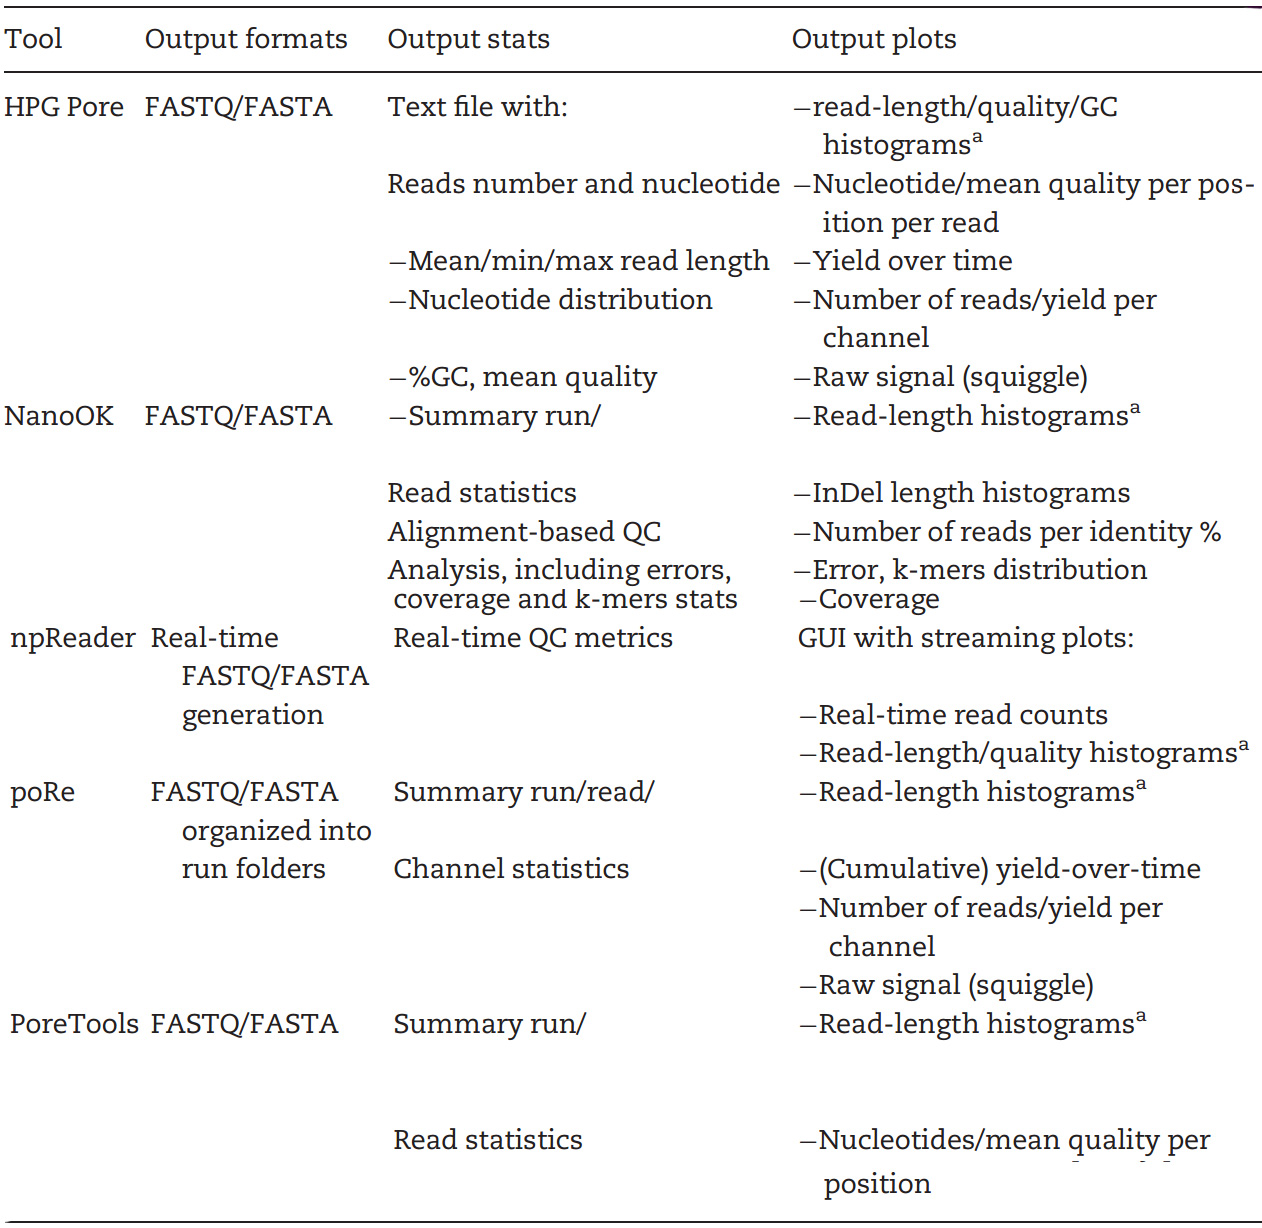 Tool Output formats Output stats Output plots
HPG Pore FASTQ/FASTA Text file with: –read-length/quality/GC
histogramsᵃ
Reads number and nucleotide –Nucleotide/mean quality per pos-
ition per read
–Mean/min/max read length –Yield over time
–Nucleotide distribution –Number of reads/yield per
channel
–%GC, mean quality –Raw signal (squiggle)
NanoOK FASTQ/FASTA –Summary run/ –Read-length histogramsᵃ
Read statistics –InDel length histograms
Alignment-based QC –Number of reads per identity %
Analysis, including errors, –Error, k-mers distribution
coverage and k-mers stats –Coverage
npReader Real-time Real-time QC metrics GUI with streaming plots:
FASTQ/FASTA
generation –Real-time read counts
–Read-length/quality histogramsᵃ
poRe FASTQ/FASTA Summary run/read/ –Read-length histogramsᵃ
organized into
run folders Channel statistics –(Cumulative) yield-over-time
–Number of reads/yield per
channel
–Raw signal (squiggle)
PoreTools FASTQ/FASTA Summary run/ –Read-length histogramsᵃ
Read statistics –Nucleotides/mean quality per
position